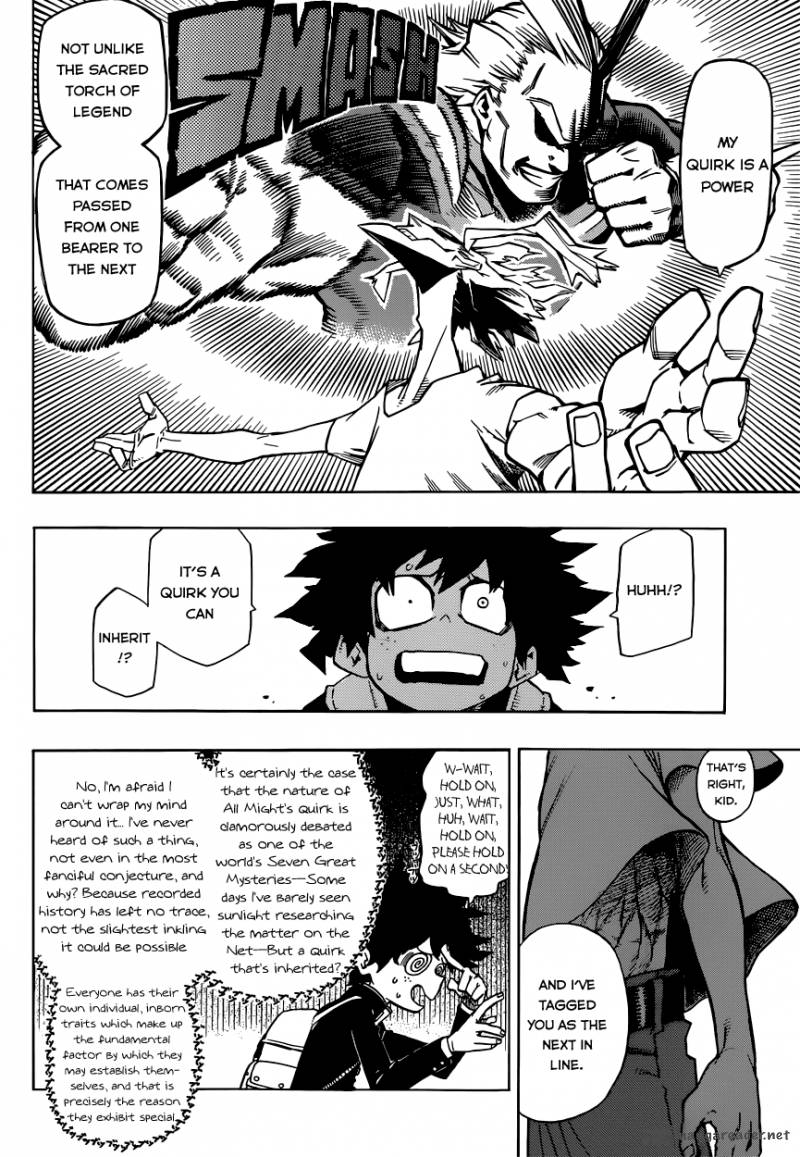 MY
QUIRK IS A
POWER
SMASH
NOT UNLIKE
THE SACRED
TORCH OF
LEGEND
THAT COMES
PASSED
FROM ONE
BEARER TO
THE NEXT
HUHH!?
IT'S A
QUIRK YOU
CAN
INHERIT
!?
THAT'S
RIGHT,
KID.
AND I'VE
TAGGED
YOU AS THE
NEXT IN
LINE.
W-WAIT,
HOLD ON,
JUST, WHAT,
HUH, WAIT,
HOLD ON,
PLEASE HOLD
ON A SECOND!
It's certainly the case
that the nature of
All Might's Quirk is
clamorously debated
as one of the
world's Seven Great
Mysteries—Some
days I've barely seen
sunlight researching
the matter on the
Net—But a Quirk
that's inherited?
No, I'm afraid I
can't wrap my mind
around it... I've never
heard of such a thing,
not even in the most
fanciful conjecture, and
why? Because recorded
history has left no trace,
not the slightest inkling
it could be possible
Everyone has their
own individual, inborn
traits which make up
the fundamental
factor by which they
may establish them-
selves, and that is
precisely the reason
they exhibit special
mangareader.net